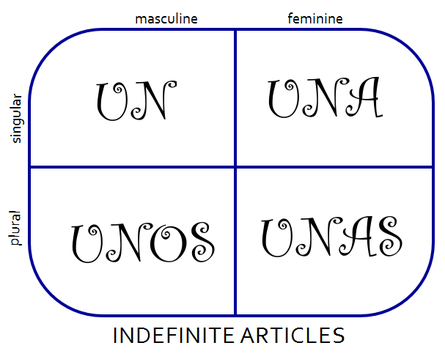 masculine feminine
singular UN UNA
plural UNOS UNAS
INDEFINITE ARTICLES